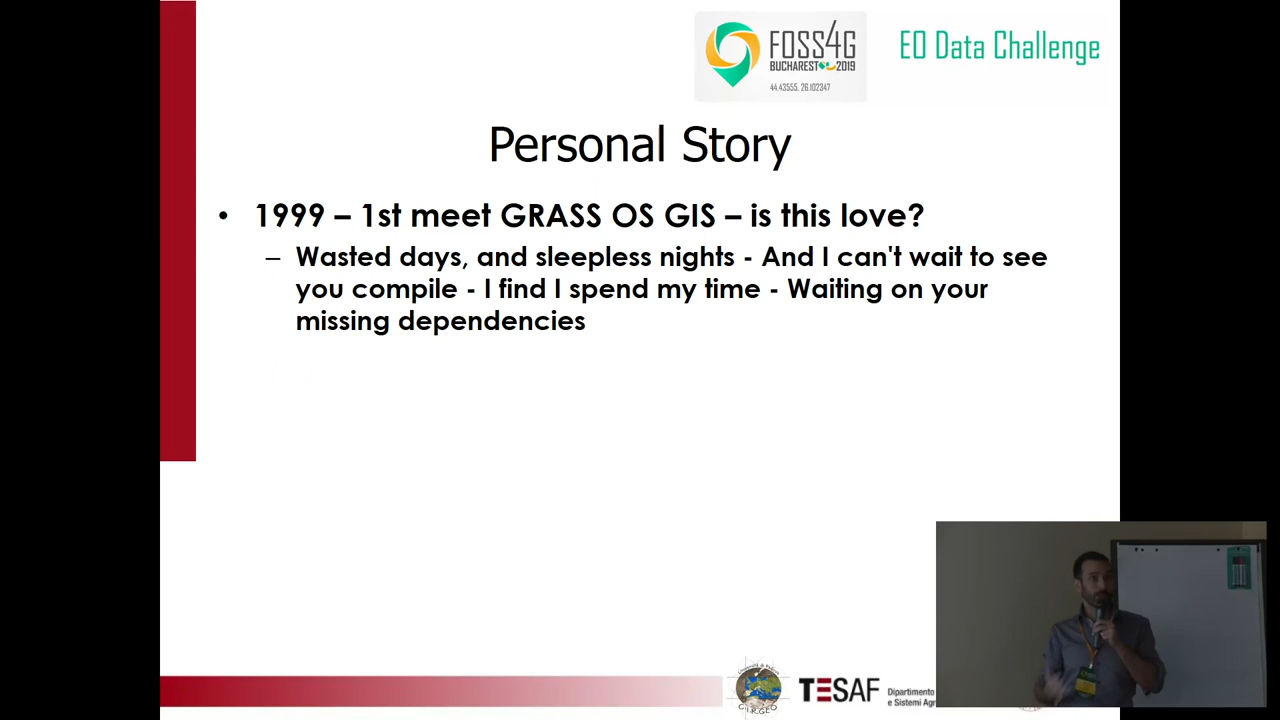 FOSS4G
BUCHAREST 2019
44.43555, 26.102347
EO Data Challenge
Personal Story
• 1999 – 1st meet GRASS OS GIS – is this love?
– Wasted days, and sleepless nights - And I can't wait to see
you compile - I find I spend my time - Waiting on your
missing dependencies
C.I.R.GEO
TESAF
Dipartimento
e Sistemi Agr